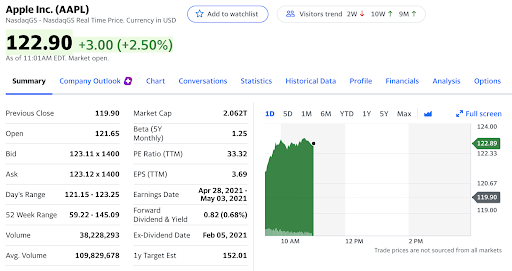 Apple Inc. (AAPL)
NasdaqGS - NasdaqGS Real Time Price. Currency in USD
Add to watchlist
Visitors trend 2W ↓ 10W ↑ 9M ↑
122.90 +3.00 (+2.50%)
As of 11:01AM EDT. Market open.
Summary Company Outlook Chart Conversations Statistics Historical Data Profile Financials Analysis Options
Previous Close 119.90
Open 121.65
Bid 123.11 x 1400
Ask 123.12 x 1400
Day's Range 121.15 - 123.25
52 Week Range 59.22 - 145.09
Volume 38,228,293
Avg. Volume 109,829,678
Market Cap 2.062T
Beta (5Y
Monthly) 1.25
PE Ratio (TTM) 33.32
EPS (TTM) 3.69
Earnings Date Apr 28, 2021 -
May 03, 2021
Forward
Dividend & Yield 0.82 (0.68%)
Ex-Dividend Date Feb 05, 2021
1y Target Est 152.01
1D 5D 1M 6M YTD 1Y 5Y Max Full screen
124.00
122.89
122.33
120.67
119.90
119.00
10 AM 12 PM 2 PM
Trade prices are not sourced from all markets